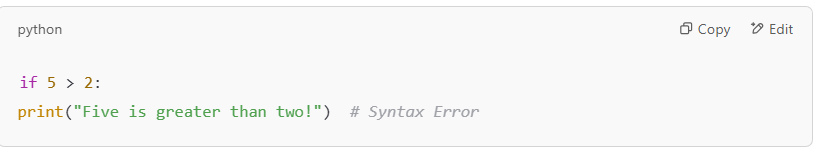 python
Copy
Edit
if 5 > 2:
print("Five is greater than two!")  # Syntax Error